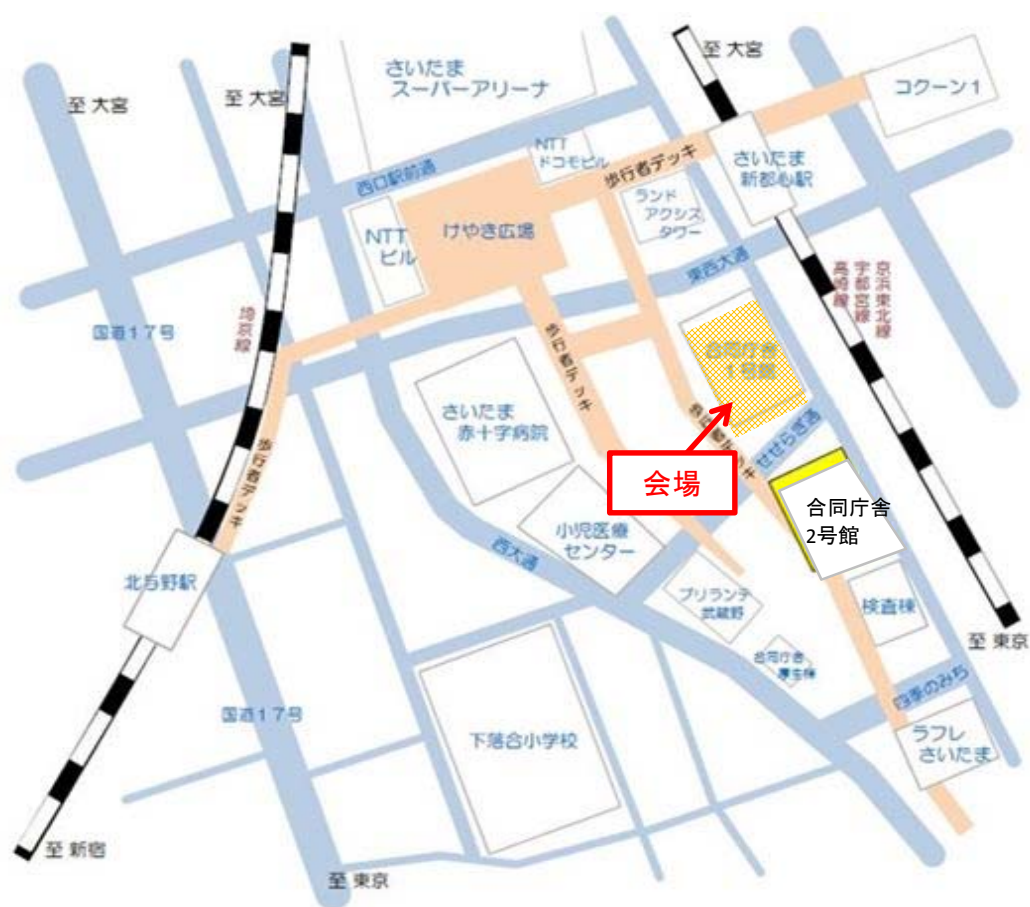 至 大宮
至 大宮
さいたま
スーパーアリーナ
至 大宮
コクーン1
NTT
ドコモビル
歩行者デッキ
さいたま
新都心駅
西口駅前通
ランド
アクシス
タワー
NTT
ビル
けやき広場
東西大通
京浜東北線
宇都宮線
高崎線
国道17号
埼京線
歩行者デッキ
合同庁舎
1号館
さいたま
赤十字病院
歩行者デッキ
せせらぎ通
会場
合同庁舎
2号館
小児医療
センター
西大通
北与野駅
ブリランテ
武蔵野
検査棟
至 東京
合同庁舎
厚生棟
四季のみち
国道17号
下落合小学校
ラフレ
さいたま
至 新宿
至 東京